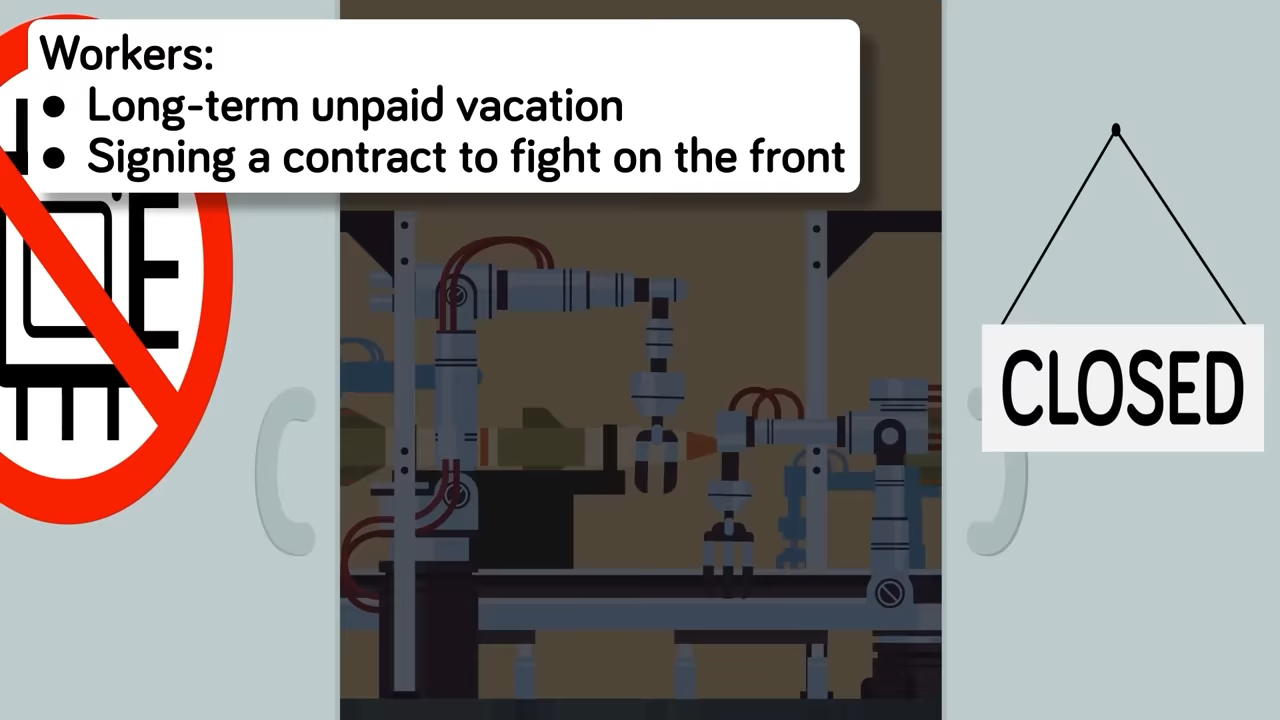 Workers:
● Long-term unpaid vacation
● Signing a contract to fight on the front
CLOSED